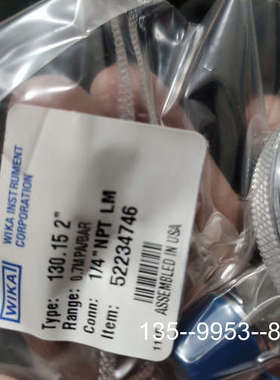 WIKA
WIKA INSTRUMENT
CORPORATION
Type: 130.15 2"
Range: 0.7MPA/BAR
Conn: 1/4"NPT LM
Item: 52234746
ASSEMBLED IN USA
135--9953--8